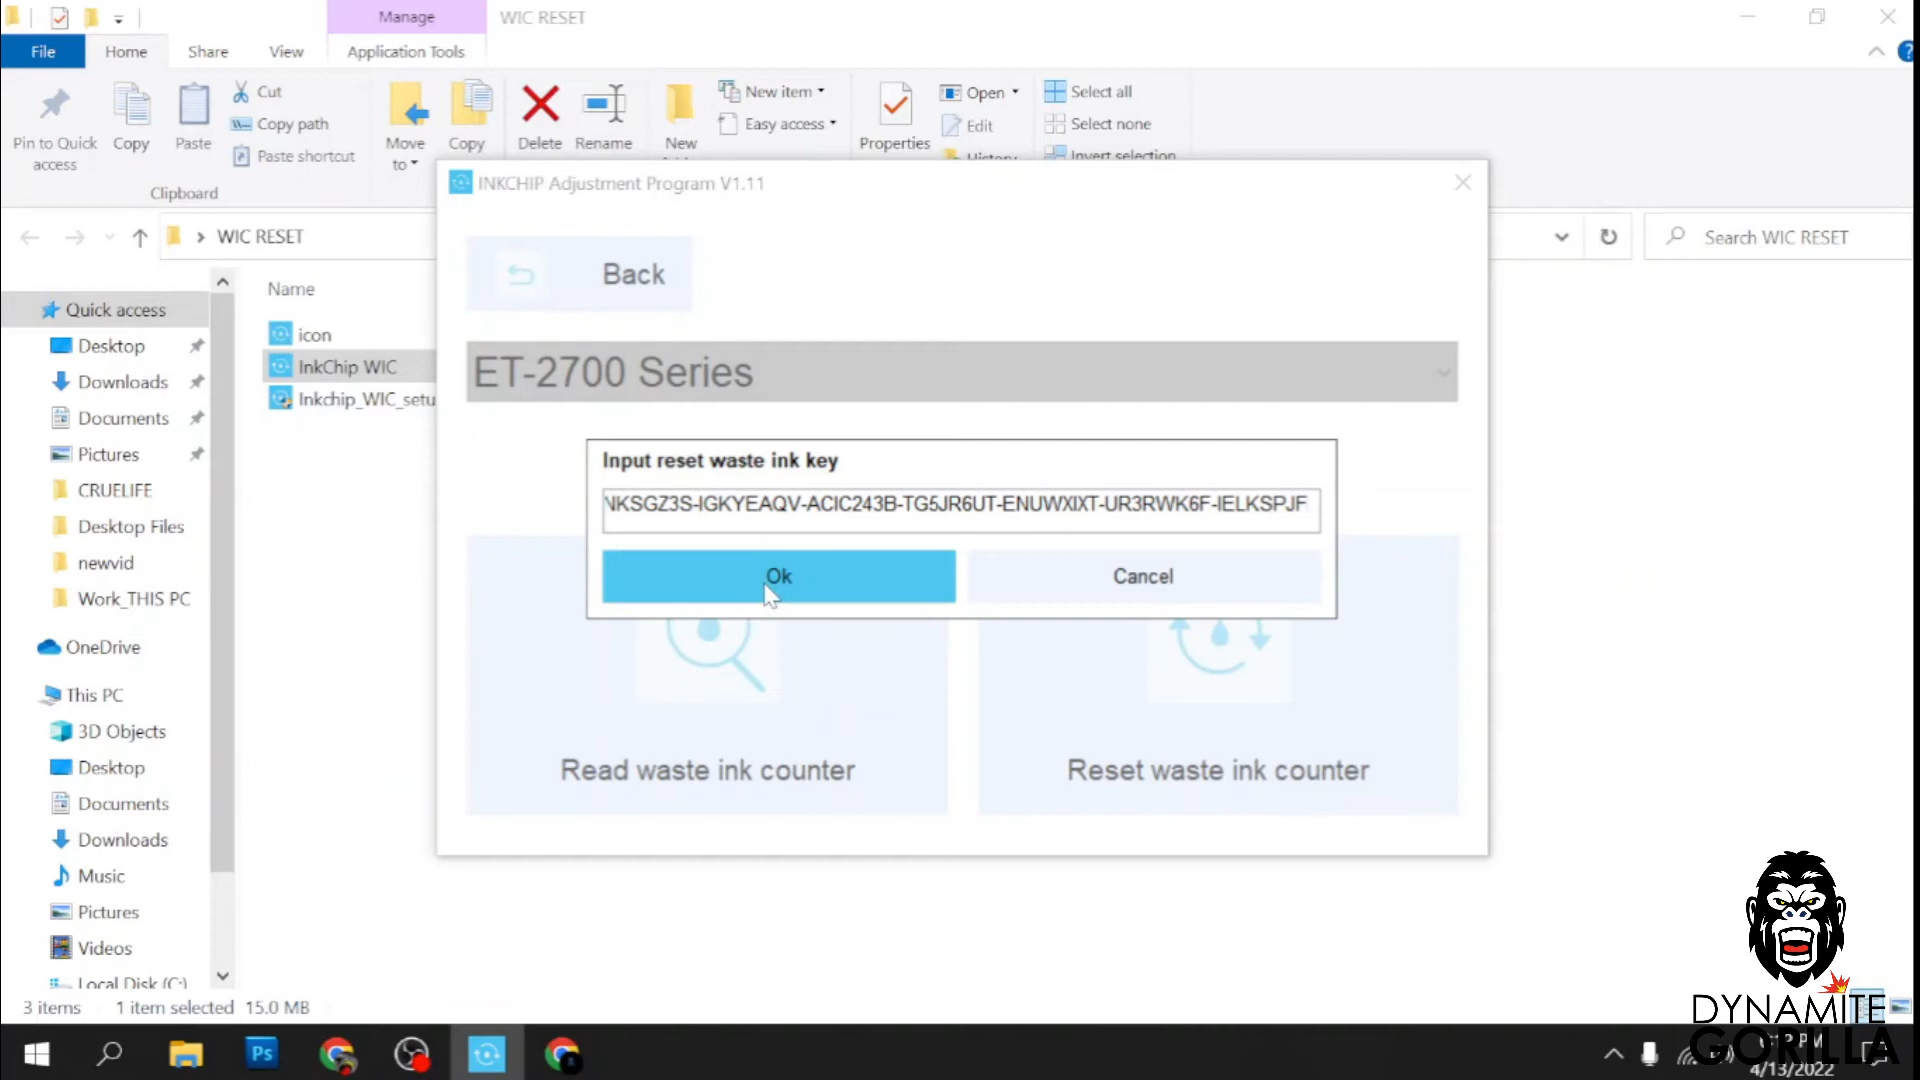 Manage
WIC RESET
File
Home
Share
View
Application Tools
Pin to Quick access
Copy
Paste
Cut
Copy path
Paste shortcut
Clipboard
Move to
Copy
Delete
Rename
New
New item
Easy access
Properties
Open
Edit
History
Select all
Select none
Invert selection
WIC RESET
Search WIC RESET
Quick access
Desktop
Downloads
Documents
Pictures
CRUELIFE
Desktop Files
newvid
Work_THIS PC
OneDrive
This PC
3D Objects
Desktop
Documents
Downloads
Music
Pictures
Videos
Local Disk (C:)
Name
icon
InkChip WIC
Inkchip_WIC_setu
INKCHIP Adjustment Program V1.11
Back
ET-2700 Series
Input reset waste ink key
NKSGZ3S-IGKYEAQV-ACIC243B-TG5JR6UT-ENUWXIXT-UR3RWK6F-IELKSPJF
Ok
Cancel
Read waste ink counter
Reset waste ink counter
3 items
1 item selected
15.0 MB
DYNAMITE
GORILLA
Ps
4/13/2022